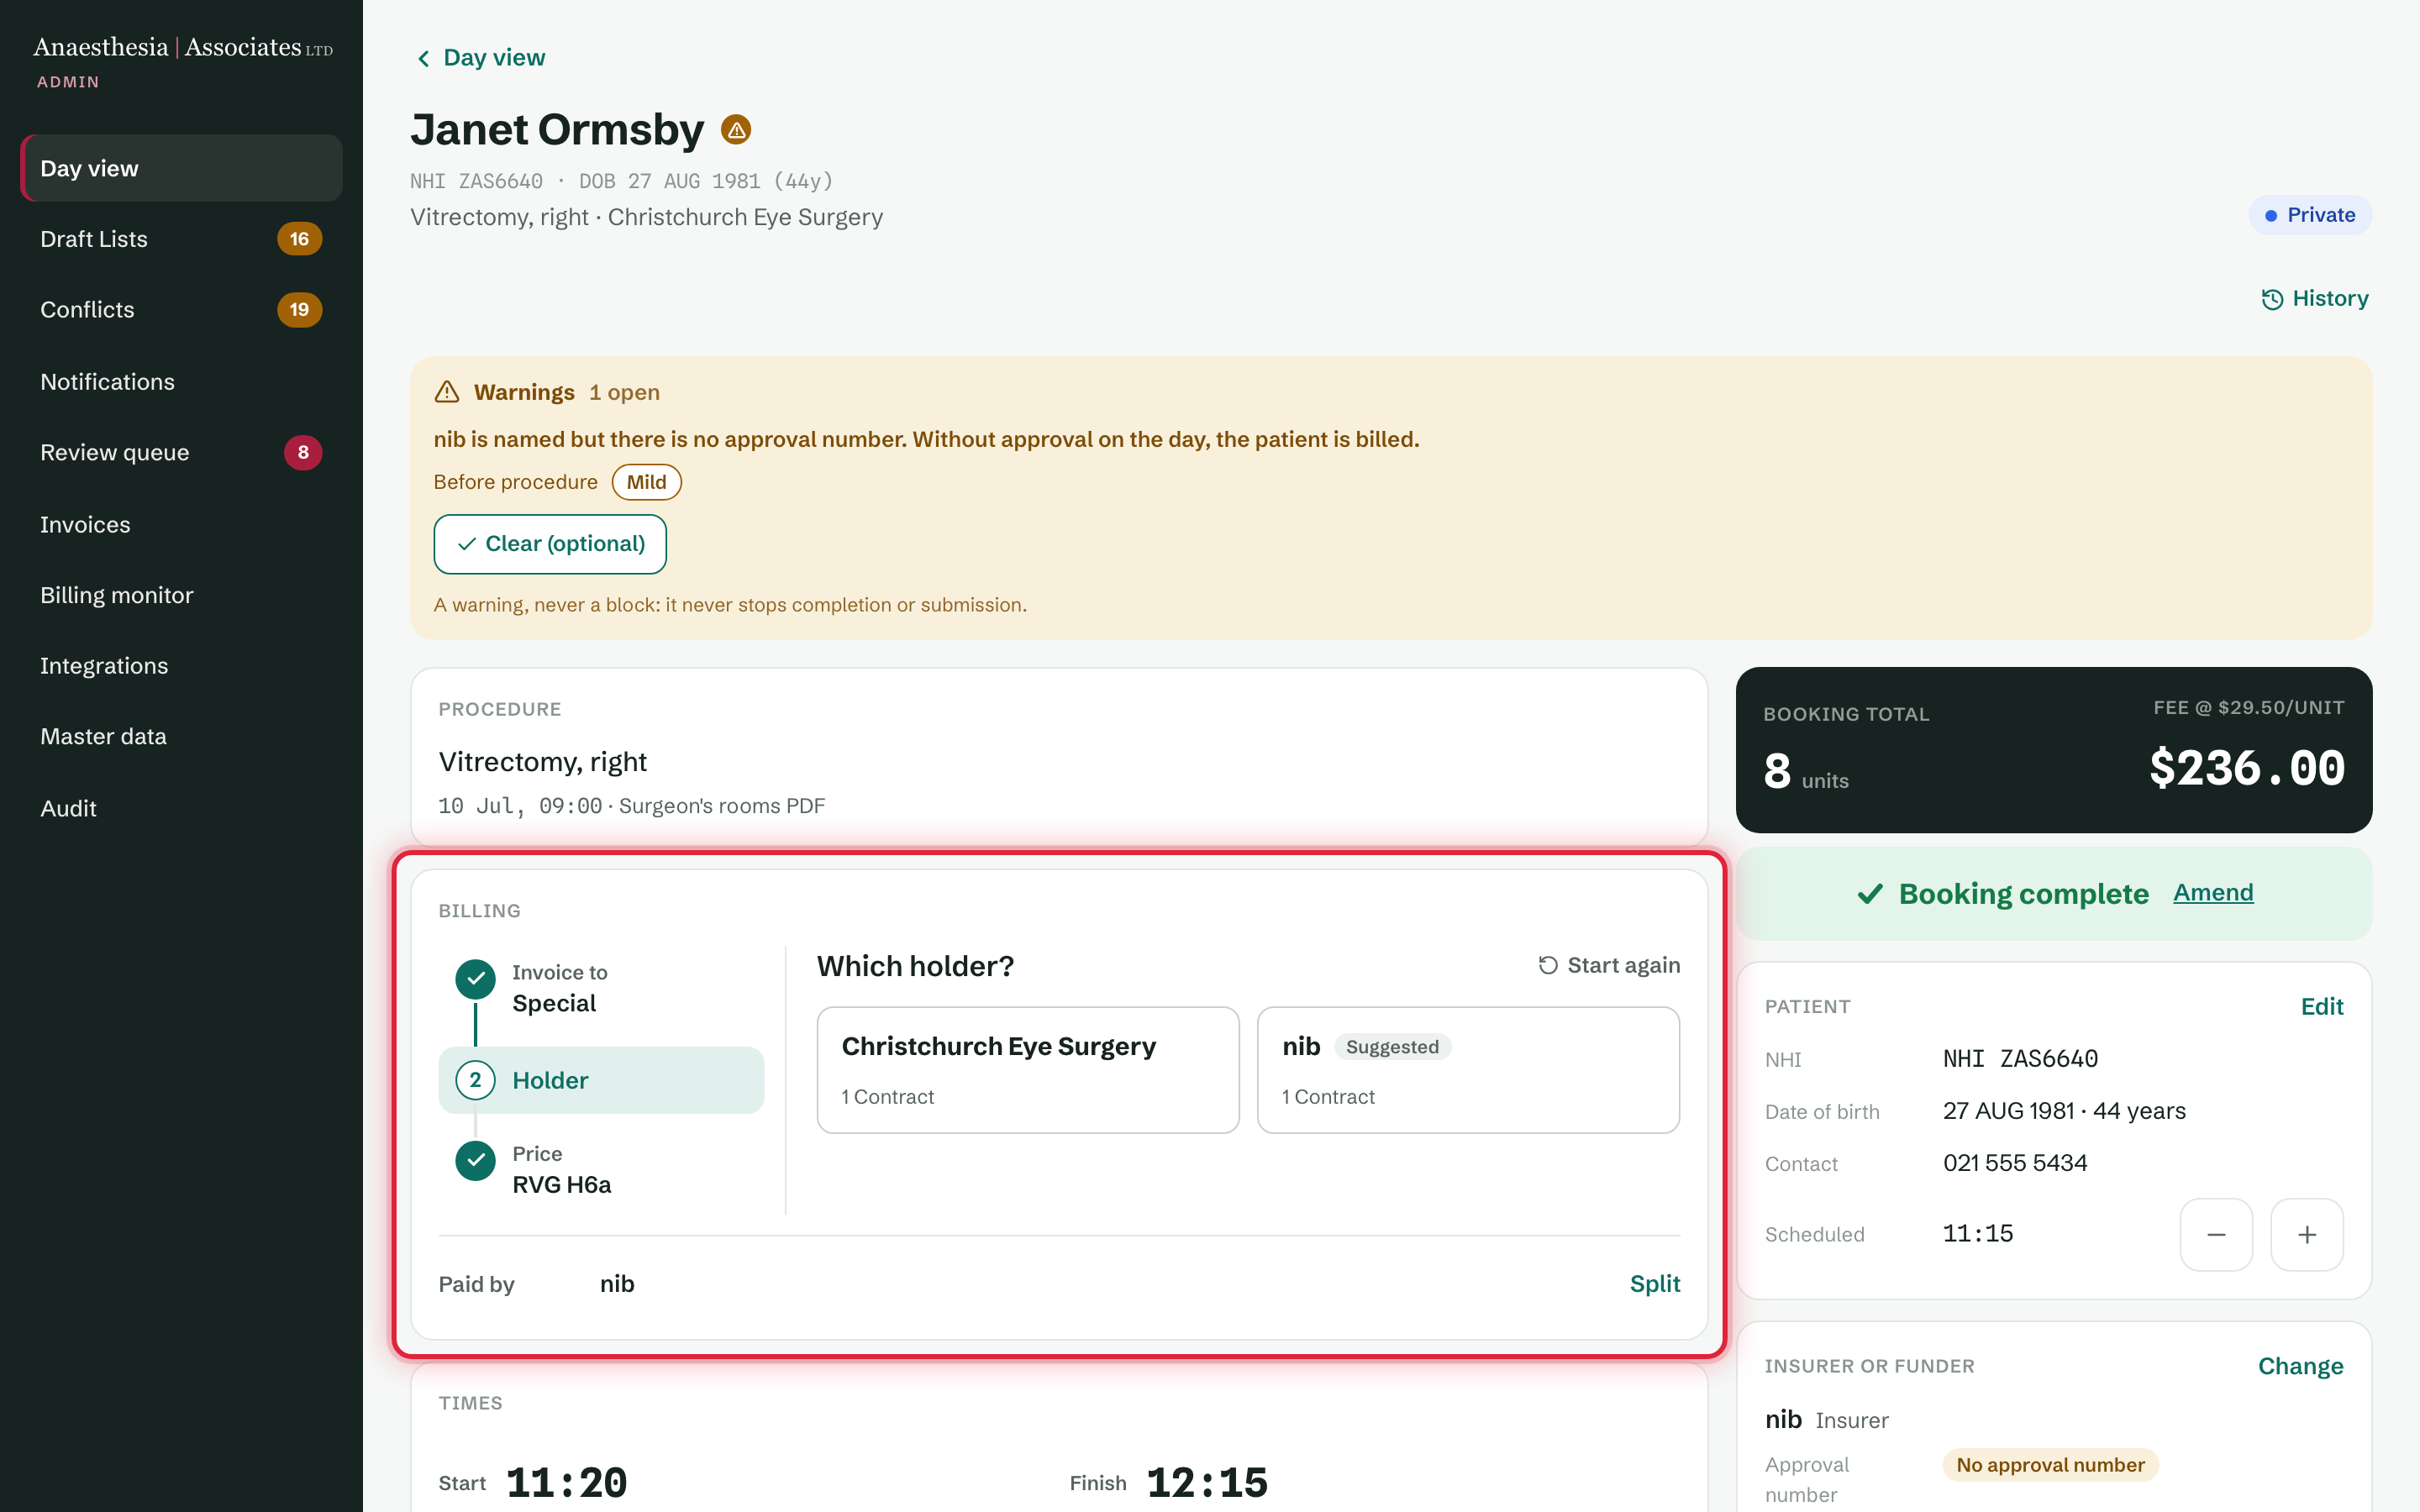 Anaesthesia | Associates LTD
ADMIN
Day view
Draft Lists 16
Conflicts 19
Notifications
Review queue 8
Invoices
Billing monitor
Integrations
Master data
Audit
Day view
Janet Ormsby
NHI ZAS6640 · DOB 27 AUG 1981 (44y)
Vitrectomy, right · Christchurch Eye Surgery
Private
History
Warnings 1 open
nib is named but there is no approval number. Without approval on the day, the patient is billed.
Before procedure Mild
Clear (optional)
A warning, never a block: it never stops completion or submission.
PROCEDURE
Vitrectomy, right
10 Jul, 09:00 · Surgeon's rooms PDF
BILLING
Invoice to
Special
2 Holder
Price
RVG H6a
Which holder?
Start again
Christchurch Eye Surgery
1 Contract
nib Suggested
1 Contract
Paid by nib Split
TIMES
Start 11:20 Finish 12:15
BOOKING TOTAL FEE @ $29.50/UNIT
8 units $236.00
Booking complete Amend
PATIENT Edit
NHI NHI ZAS6640
Date of birth 27 AUG 1981 · 44 years
Contact 021 555 5434
Scheduled 11:15 − +
INSURER OR FUNDER Change
nib Insurer
Approval number No approval number